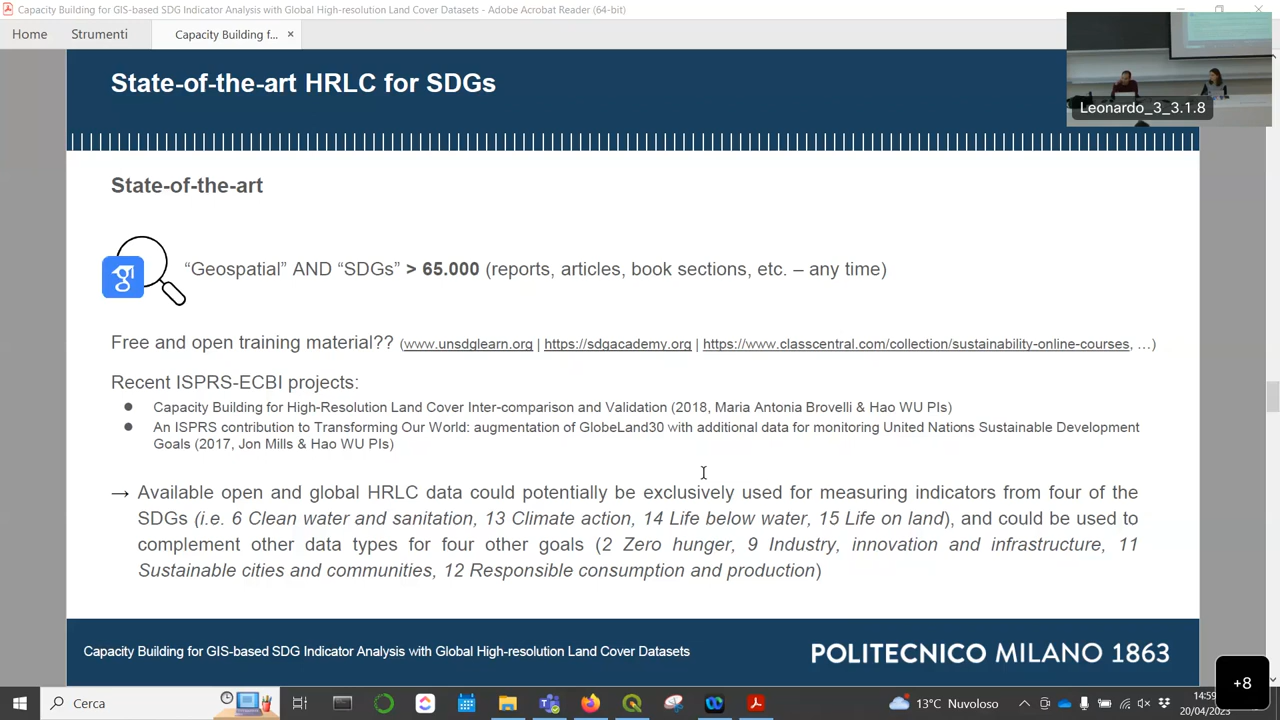 Capacity Building for GIS-based SDG Indicator Analysis with Global High-resolution Land Cover Datasets - Adobe Acrobat Reader (64-bit)
Home Strumenti Capacity Building f... ×
Leonardo_3_3.1.8
State-of-the-art HRLC for SDGs
State-of-the-art
“Geospatial” AND “SDGs” > 65.000 (reports, articles, book sections, etc. – any time)
Free and open training material?? (www.unsdglearn.org | https://sdgacademy.org | https://www.classcentral.com/collection/sustainability-online-courses, …)
Recent ISPRS-ECBI projects:
● Capacity Building for High-Resolution Land Cover Inter-comparison and Validation (2018, Maria Antonia Brovelli & Hao WU PIs)
● An ISPRS contribution to Transforming Our World: augmentation of GlobeLand30 with additional data for monitoring United Nations Sustainable Development
Goals (2017, Jon Mills & Hao WU PIs)
→ Available open and global HRLC data could potentially be exclusively used for measuring indicators from four of the
SDGs (i.e. 6 Clean water and sanitation, 13 Climate action, 14 Life below water, 15 Life on land), and could be used to
complement other data types for four other goals (2 Zero hunger, 9 Industry, innovation and infrastructure, 11
Sustainable cities and communities, 12 Responsible consumption and production)
Capacity Building for GIS-based SDG Indicator Analysis with Global High-resolution Land Cover Datasets
POLITECNICO MILANO 1863
+8
Cerca
13°C Nuvoloso
14:59
20/04/2023